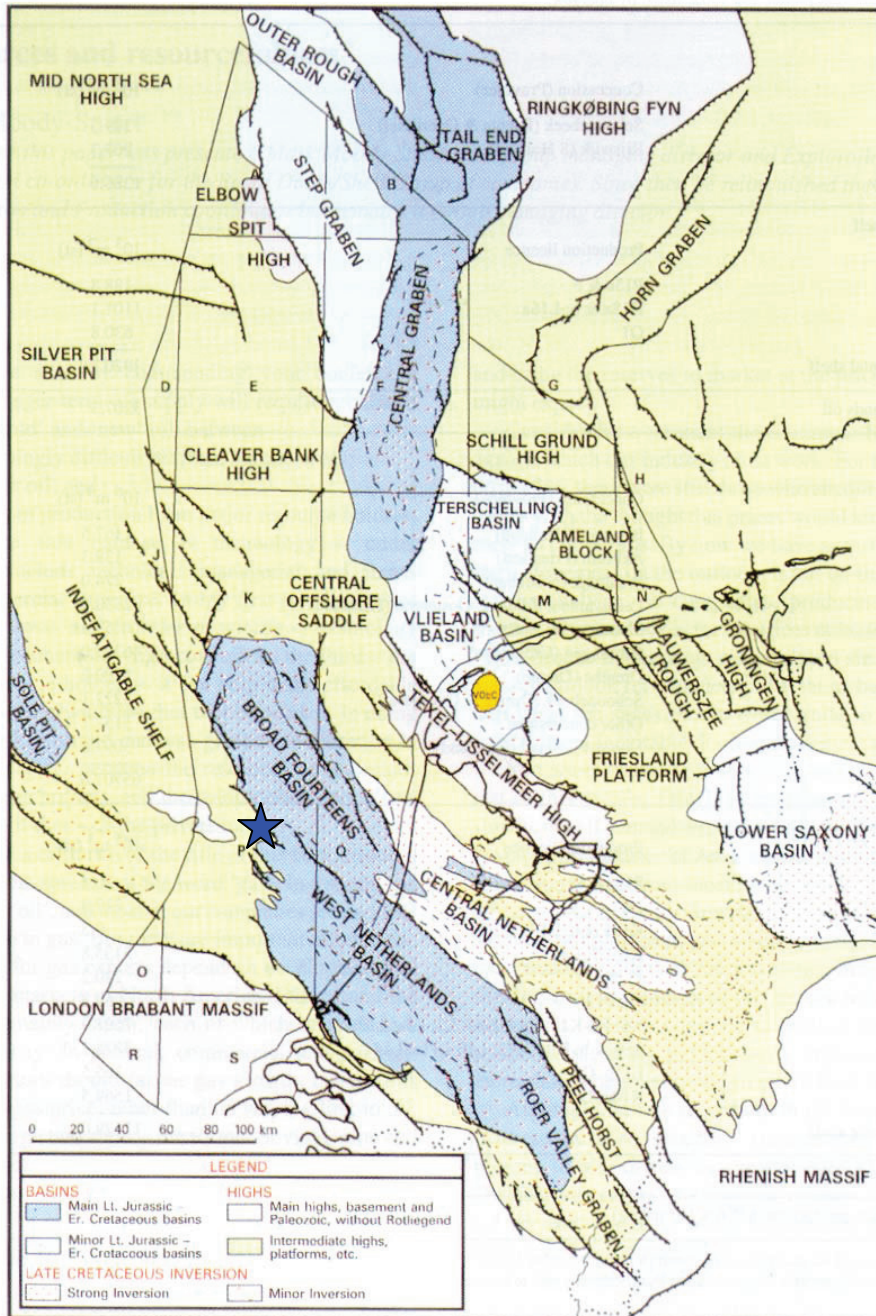 OUTER ROUGH
BASIN
MID NORTH SEA
HIGH
RINGKØBING FYN
HIGH
TAIL END
GRABEN
A
B
STEP GRABEN
ELBOW
SPIT
HIGH
HORN GRABEN
CENTRAL GRABEN
SILVER PIT
BASIN
D
E
F
G
SCHILL GRUND
HIGH
H
CLEAVER BANK
HIGH
TERSCHELLING
BASIN
AMELAND
BLOCK
CENTRAL
OFFSHORE
SADDLE
K
L
M
N
VLIELAND
BASIN
INDEFATIGABLE SHELF
LAUWERSZEE
TROUGH
GRONINGEN
HIGH
SOLE PIT
BASIN
VOLC
TEXEL IJSSELMEER HIGH
BROAD FOURTEENS
BASIN
FRIESLAND
PLATFORM
LOWER SAXONY
BASIN
P
Q
CENTRAL NETHERLANDS
BASIN
WEST NETHERLANDS
BASIN
O
LONDON BRABANT MASSIF
R
S
PEEL HORST
ROER VALLEY GRABEN
RHENISH MASSIF
0 20 40 60 80 100 km
LEGEND
BASINS
Main Lt. Jurassic
Er. Cretaceous basins
Minor Lt. Jurassic –
Er. Cretacous basins
HIGHS
Main highs, basement and
Paleozoic, without Rotliegend
Intermediate highs,
platforms, etc.
LATE CRETACEOUS INVERSION
Strong Inversion
Minor Inversion